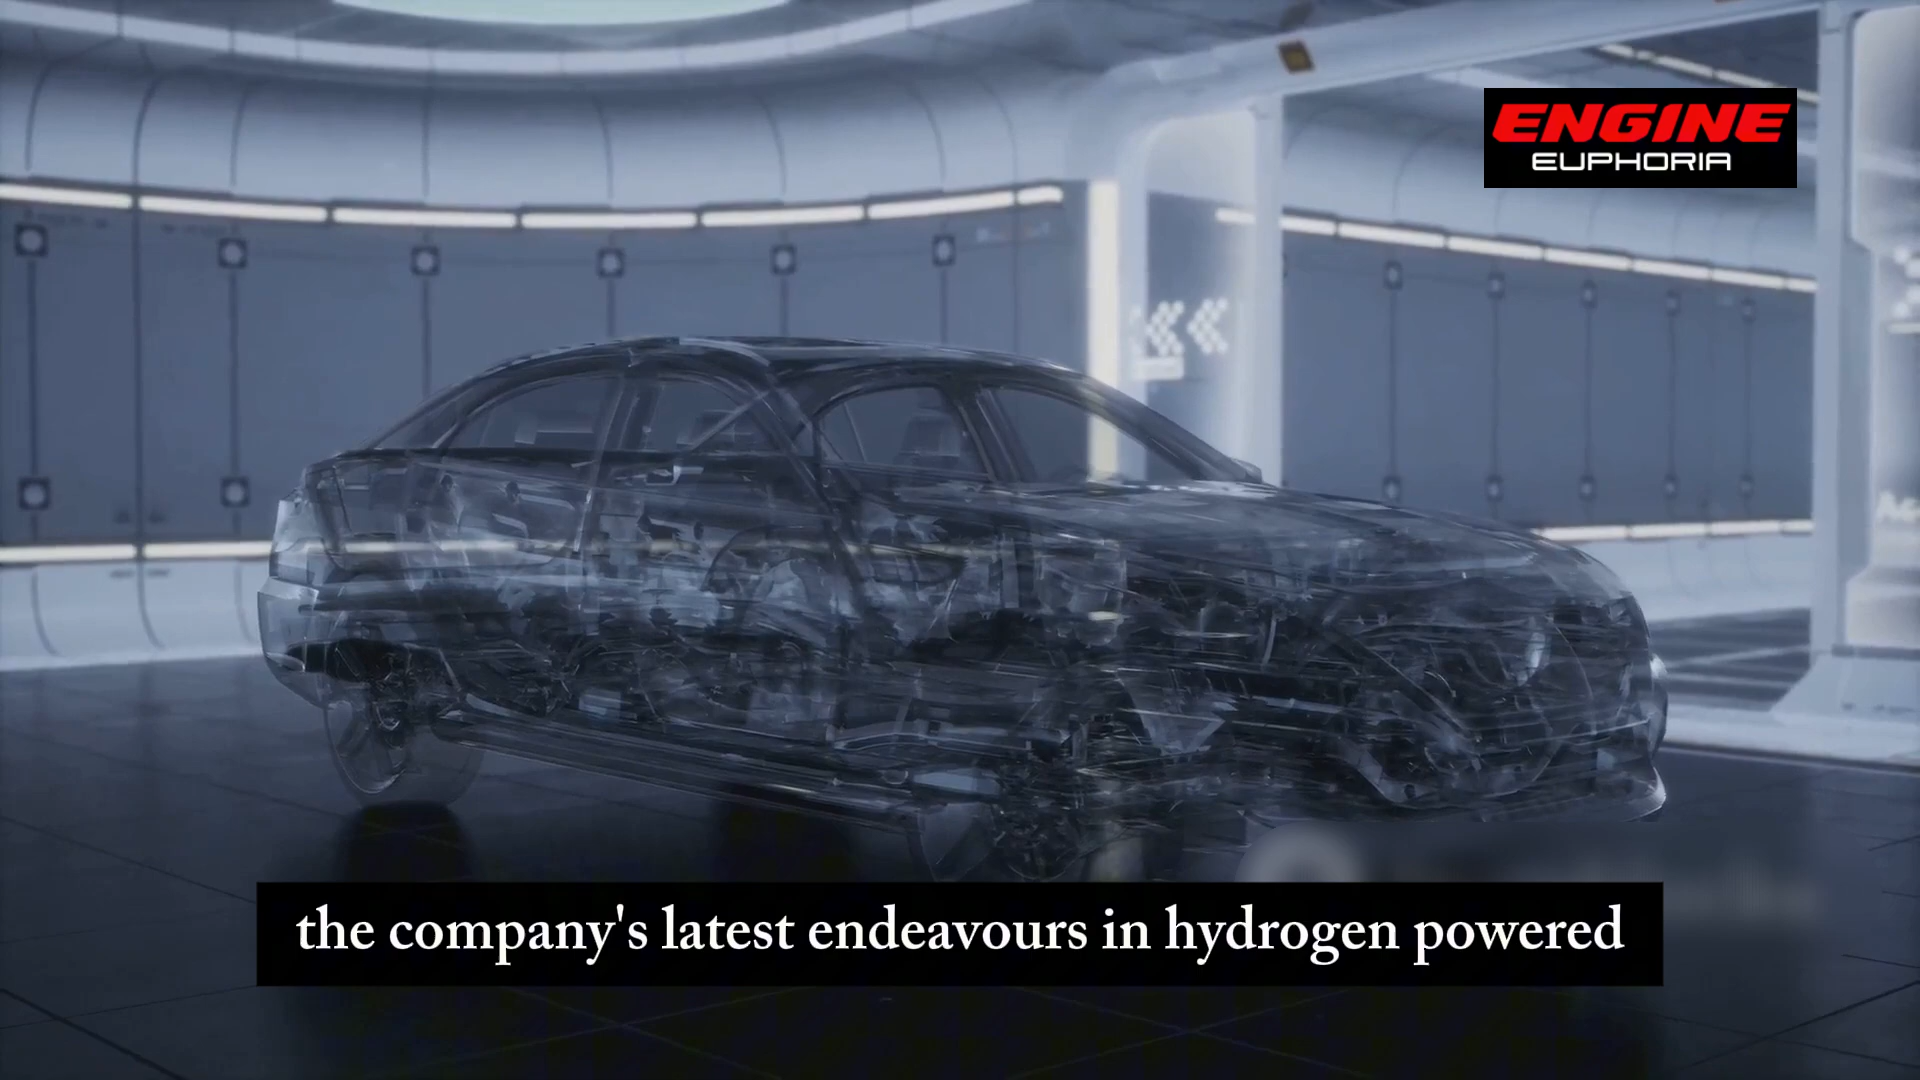 ENGINE
EUPHORIA
the company's latest endeavours in hydrogen powered